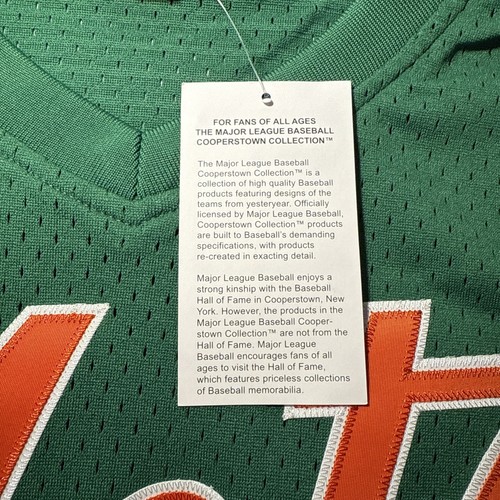 FOR FANS OF ALL AGES
THE MAJOR LEAGUE BASEBALL
COOPERSTOWN COLLECTION™
The Major League Baseball
Cooperstown Collection™ is a
collection of high quality Baseball
products featuring designs of the
teams from yesteryear. Officially
licensed by Major League Baseball,
Cooperstown Collection™ products
are built to Baseball's demanding
specifications, with products
re-created in exacting detail.
Major League Baseball enjoys a
strong kinship with the Baseball
Hall of Fame in Cooperstown, New
York. However, the products in the
Major League Baseball Cooper-
stown Collection™ are not from the
Hall of Fame. Major League
Baseball encourages fans of all
ages to visit the Hall of Fame,
which features priceless collections
of Baseball memorabilia.